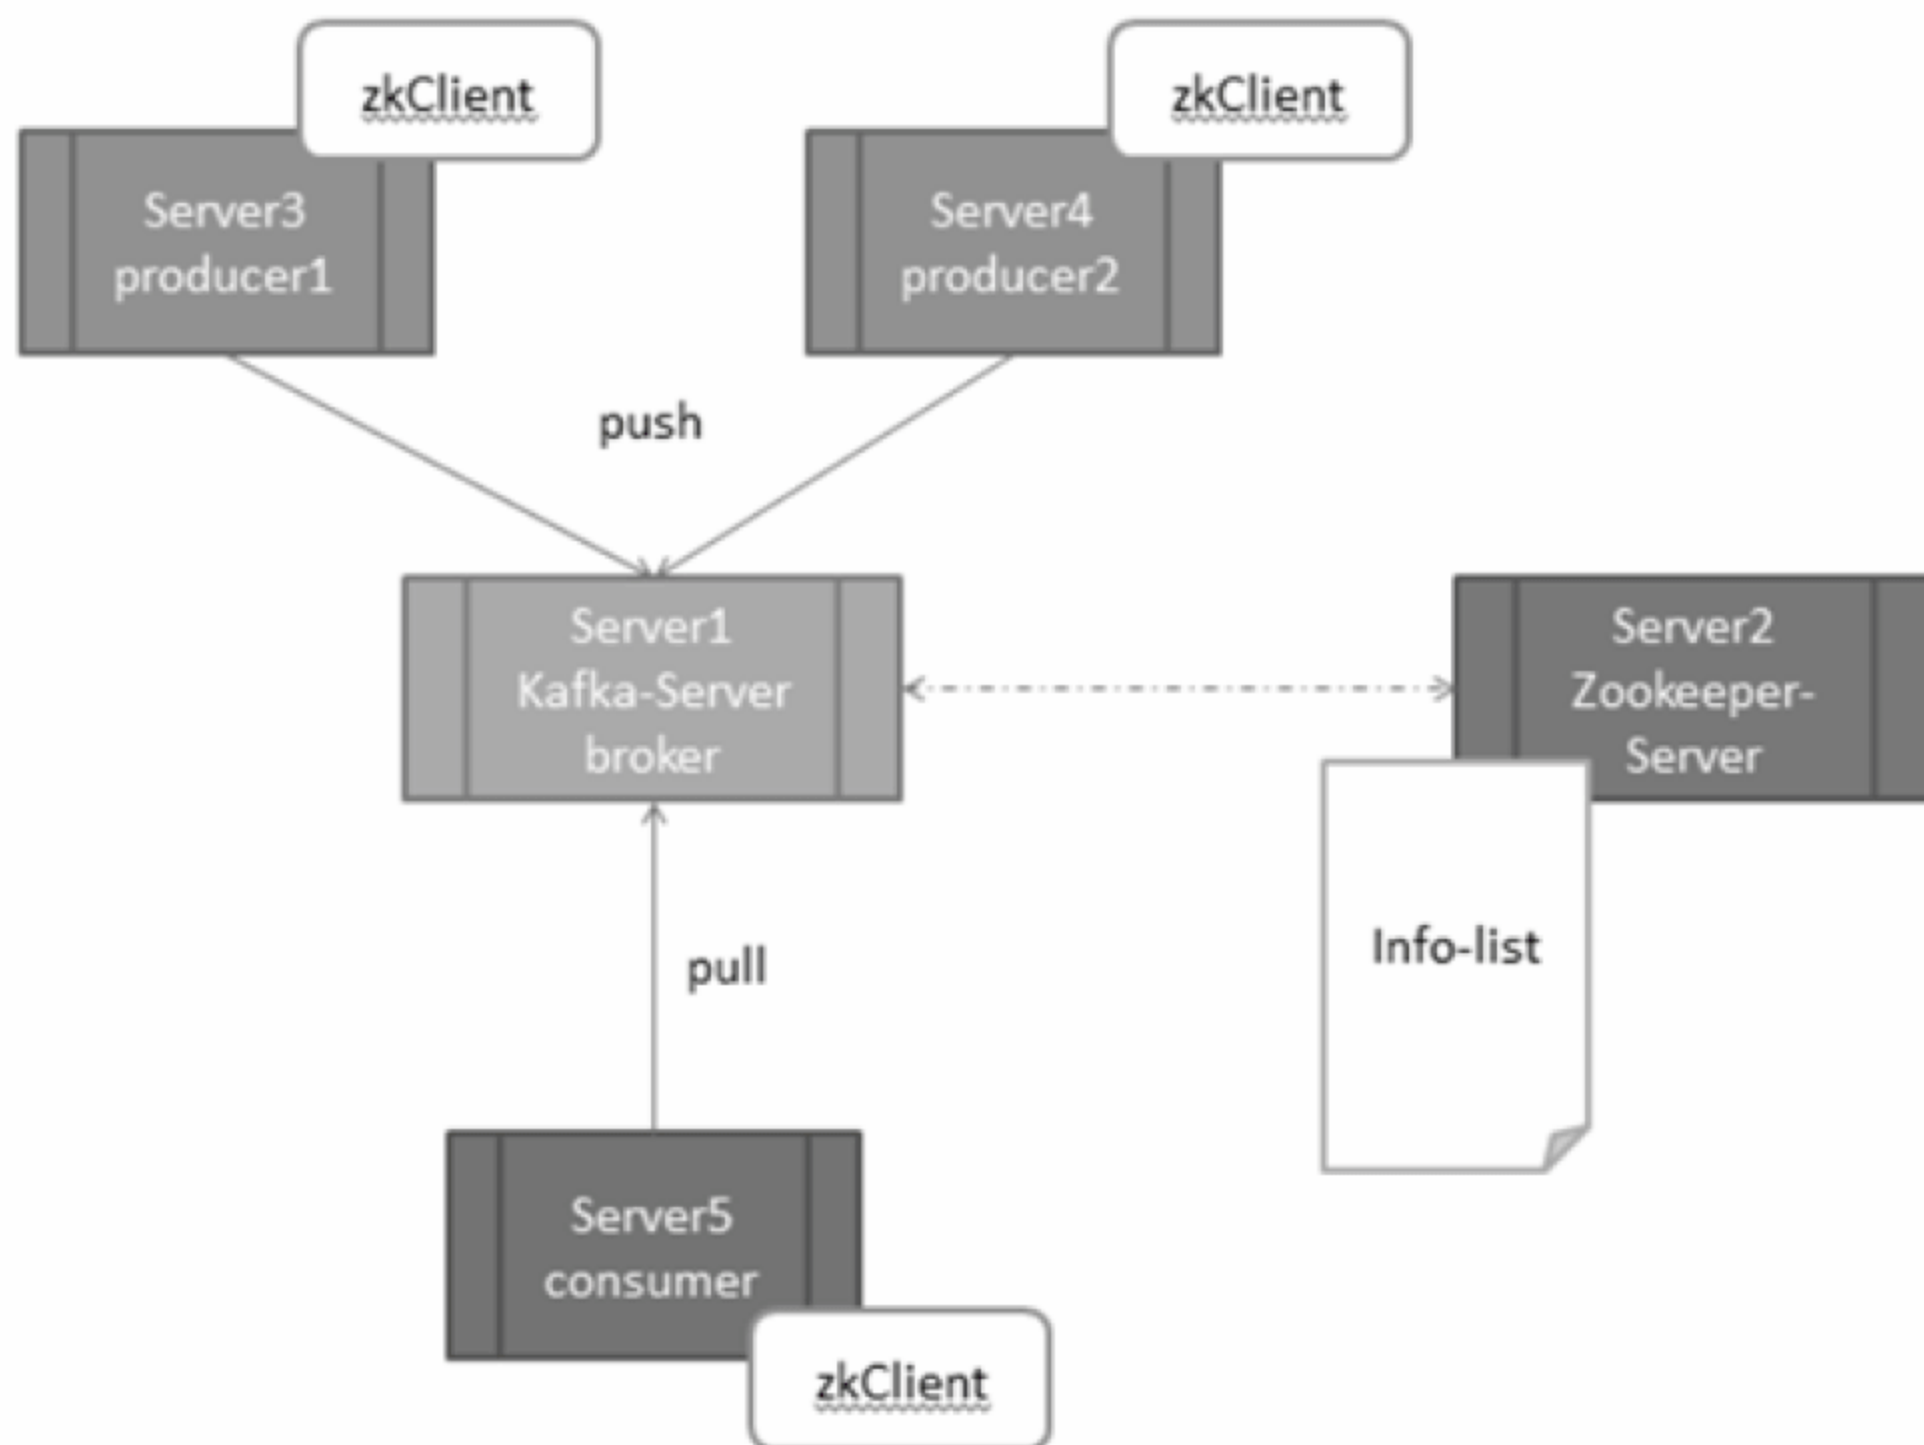 zkClient
zkClient
Server3
producer1
Server4
producer2
push
Server1
Kafka-Server
broker
Server2
Zookeeper-
Server
Info-list
pull
Server5
consumer
zkClient